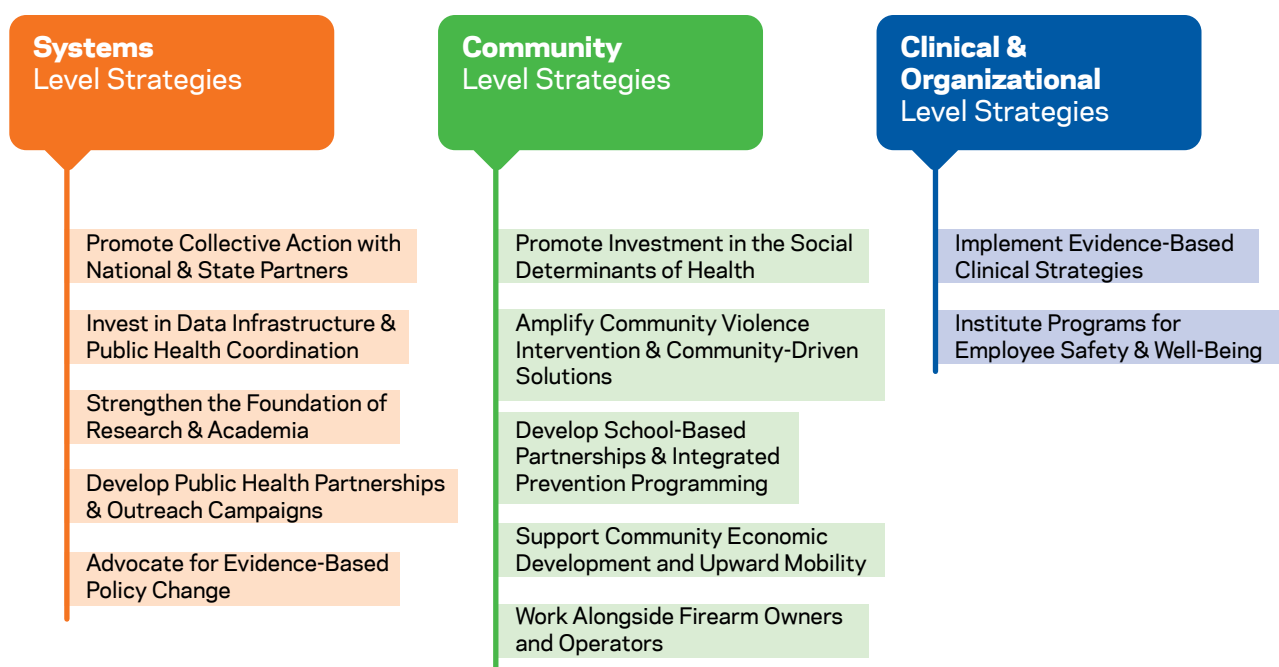 Systems
Level Strategies
Promote Collective Action with
National & State Partners
Invest in Data Infrastructure &
Public Health Coordination
Strengthen the Foundation of
Research & Academia
Develop Public Health Partnerships
& Outreach Campaigns
Advocate for Evidence-Based
Policy Change
Community
Level Strategies
Promote Investment in the Social
Determinants of Health
Amplify Community Violence
Intervention & Community-Driven
Solutions
Develop School-Based
Partnerships & Integrated
Prevention Programming
Support Community Economic
Development and Upward Mobility
Work Alongside Firearm Owners
and Operators
Clinical &
Organizational
Level Strategies
Implement Evidence-Based
Clinical Strategies
Institute Programs for
Employee Safety & Well-Being